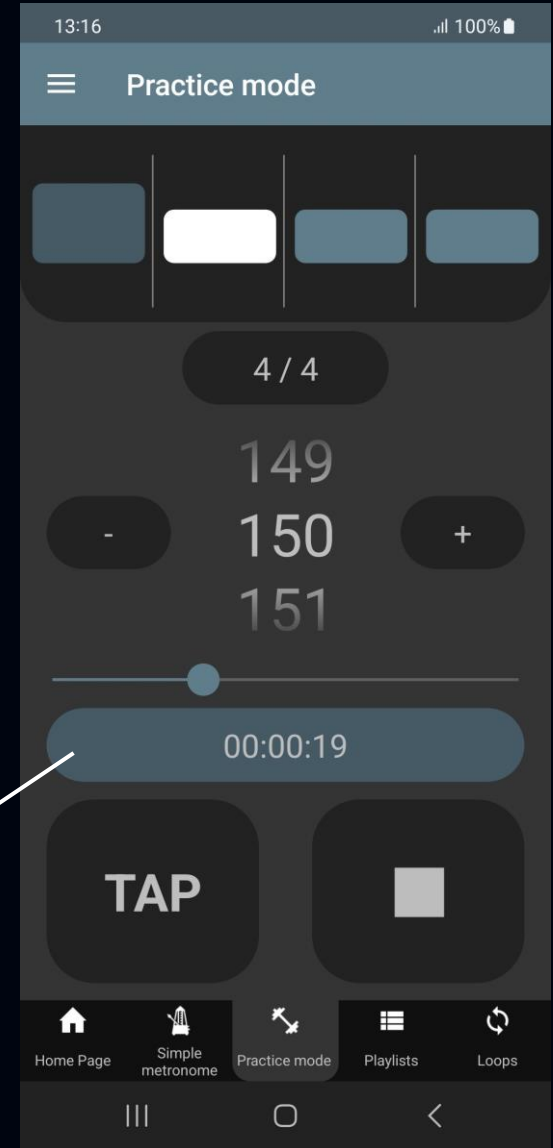 13:16
100%
Practice mode
4 / 4
149
150
151
-
+
00:00:19
TAP
Home Page
Simple
metronome
Practice mode
Playlists
Loops